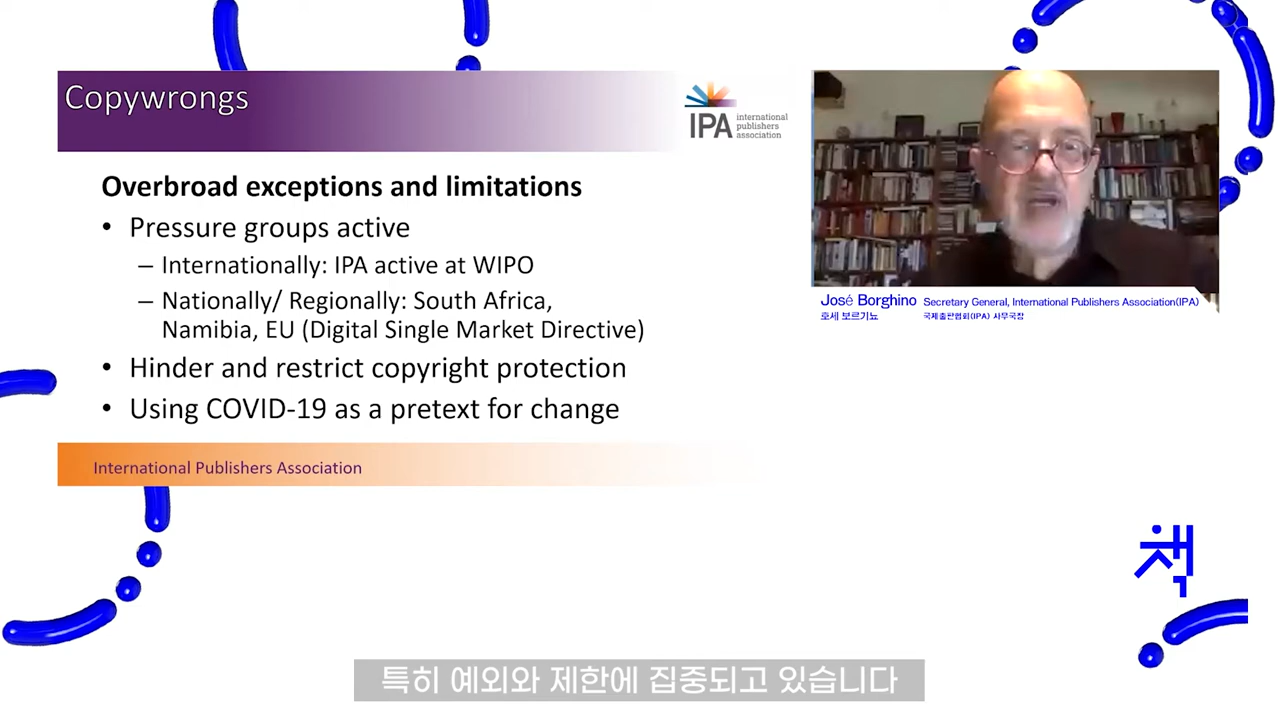 Copywrongs
IPA international
publishers
association
Overbroad exceptions and limitations
• Pressure groups active
– Internationally: IPA active at WIPO
– Nationally/ Regionally: South Africa,
Namibia, EU (Digital Single Market Directive)
• Hinder and restrict copyright protection
• Using COVID-19 as a pretext for change
International Publishers Association
José Borghino Secretary General, International Publishers Association(IPA)
호세 보르기뇨 국제출판협회(IPA) 사무국장
책
특히 예외와 제한에 집중되고 있습니다